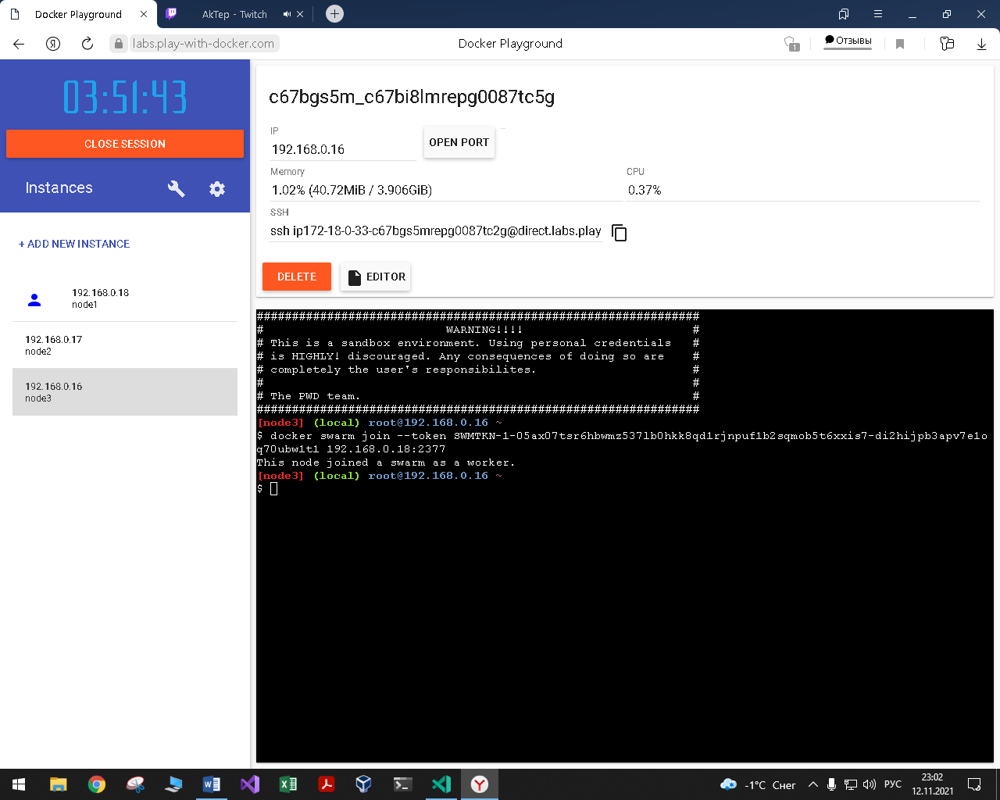 Docker Playground
AkTep - Twitch
labs.play-with-docker.com
Docker Playground
1
Отзывы
03:51:43
CLOSE SESSION
Instances
+ ADD NEW INSTANCE
192.168.0.18
node1
192.168.0.17
node2
192.168.0.16
node3
c67bgs5m_c67bi8lmrepg0087tc5g
IP
192.168.0.16
OPEN PORT
Memory
1.02% (40.72MiB / 3.906GiB)
CPU
0.37%
SSH
ssh ip172-18-0-33-c67bgs5mrepg0087tc2g@direct.labs.play
DELETE
EDITOR
###############################################################
# WARNING!!!! #
# This is a sandbox environment. Using personal credentials #
# is HIGHLY! discouraged. Any consequences of doing so are #
# completely the user's responsibilites. #
# #
# The PWD team. #
###############################################################
[node3] (local) root@192.168.0.16 ~
$ docker swarm join --token SWMTKN-1-05ax07tsr6hbwmz537lb0hkk8qd1rjnpuf1b2sqmob5t6xxis7-di2hijpb3apv7e1o
q70ubw1t1 192.168.0.18:2377
This node joined a swarm as a worker.
[node3] (local) root@192.168.0.16 ~
$
-1°C Снег
РУС
23:02
12.11.2021